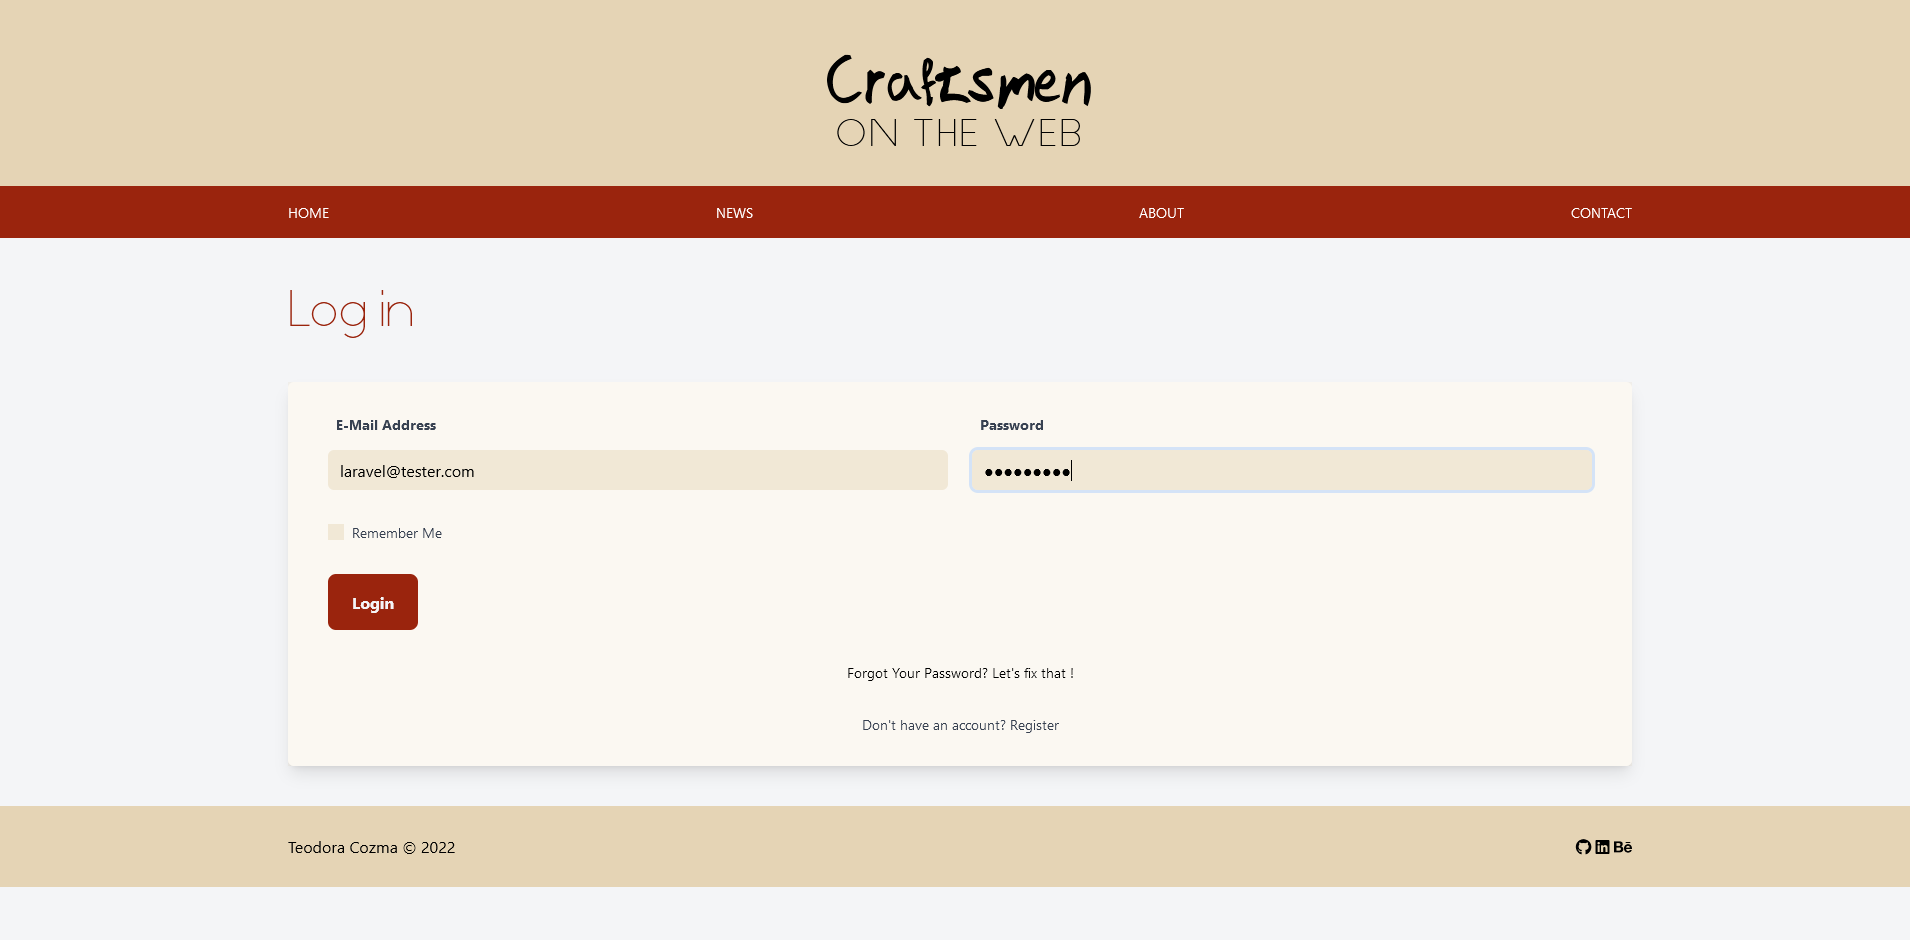 Craftsmen
ON THE WEB
HOME NEWS ABOUT CONTACT
Log in
E-Mail Address Password
laravel@tester.com •••••••••
Remember Me
Login
Forgot Your Password? Let's fix that !
Don't have an account? Register
Teodora Cozma © 2022 Bē